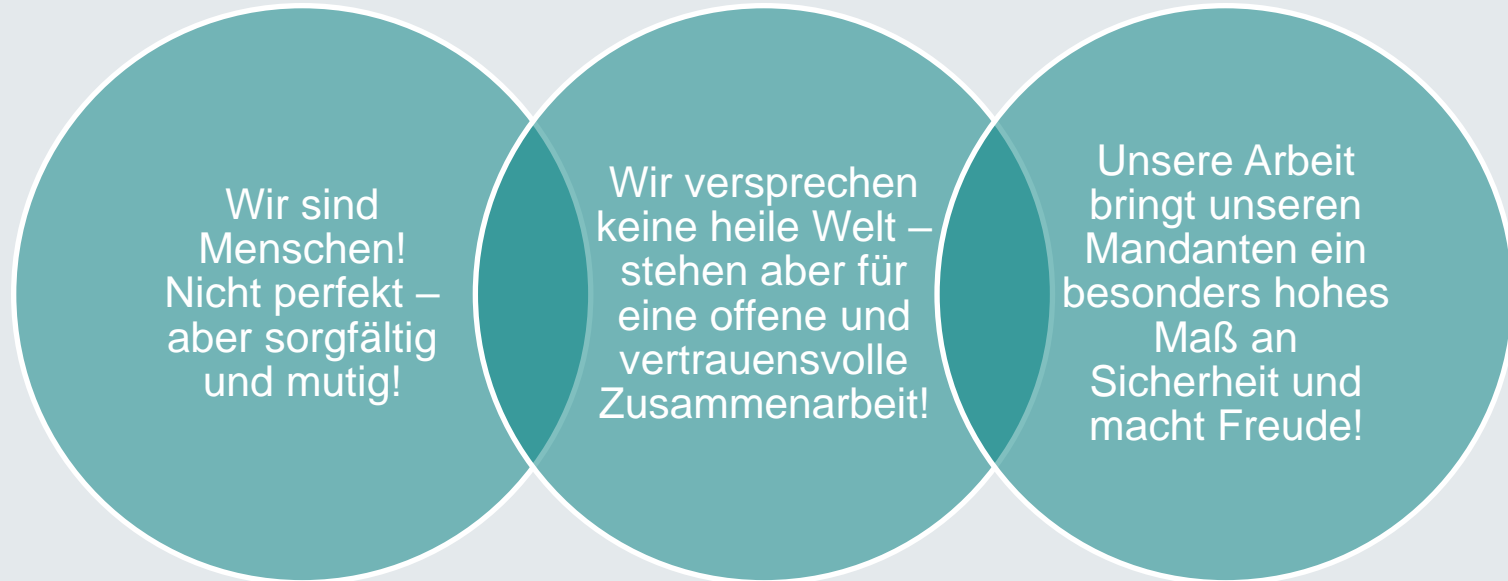 Wir sind
Menschen!
Nicht perfekt –
aber sorgfältig
und mutig!
Wir versprechen
keine heile Welt –
stehen aber für
eine offene und
vertrauensvolle
Zusammenarbeit!
Unsere Arbeit
bringt unseren
Mandanten ein
besonders hohes
Maß an
Sicherheit und
macht Freude!